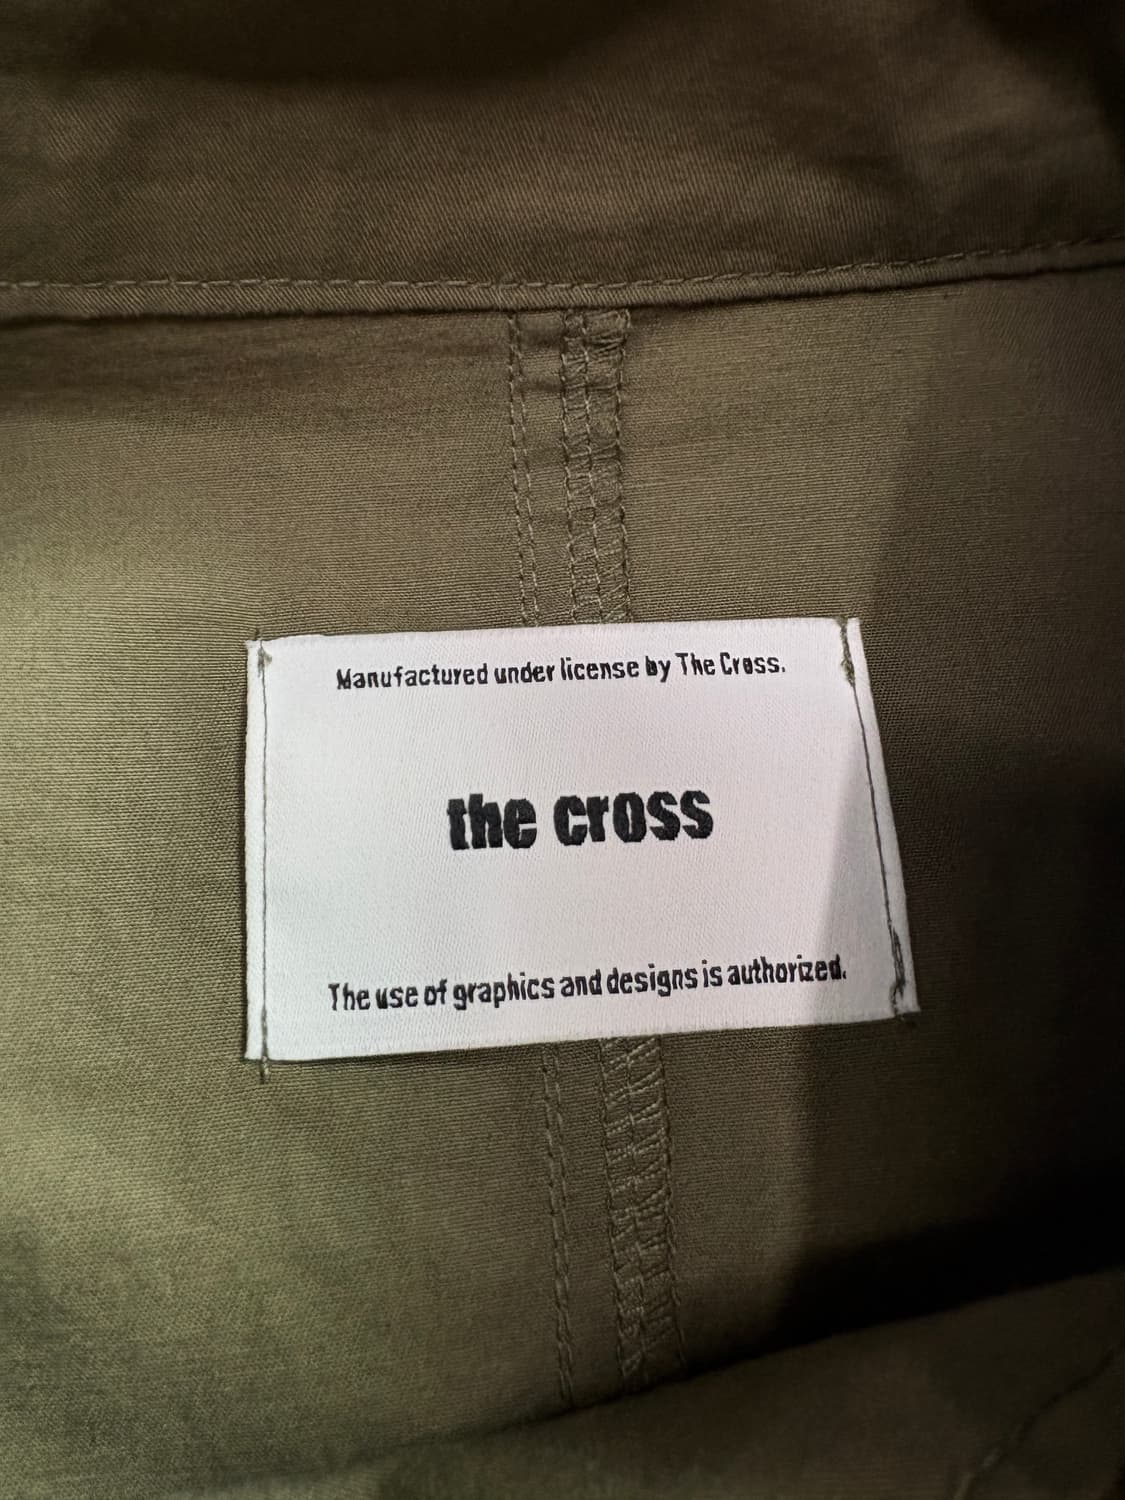 Manufactured under license by The Cross.
the cross
The use of graphics and designs is authorized.